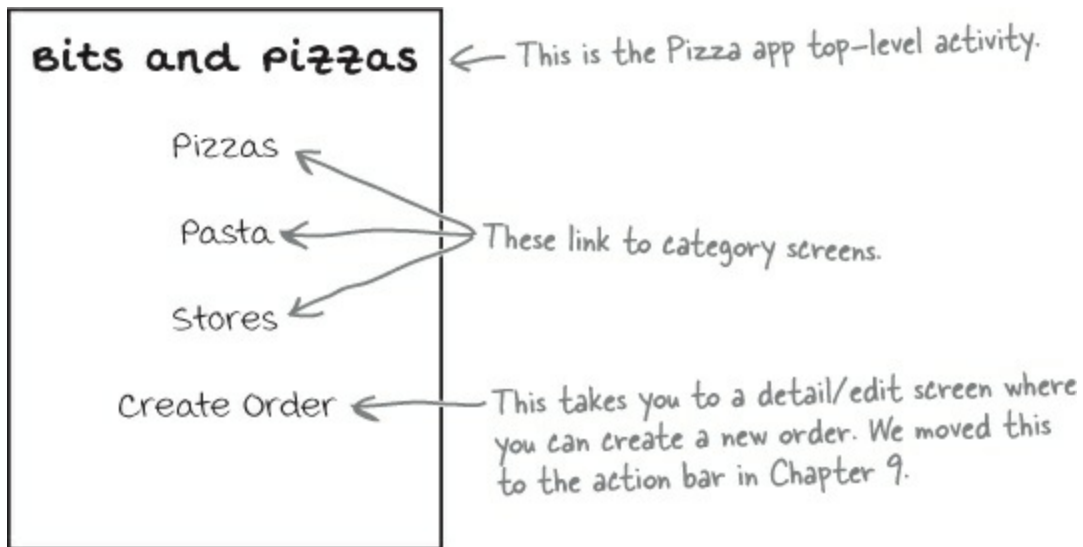 Bits and Pizzas
This is the Pizza app top-level activity.
Pizzas
Pasta
These link to category screens.
Stores
Create Order
This takes you to a detail/edit screen where
you can create a new order. We moved this
to the action bar in Chapter 9.